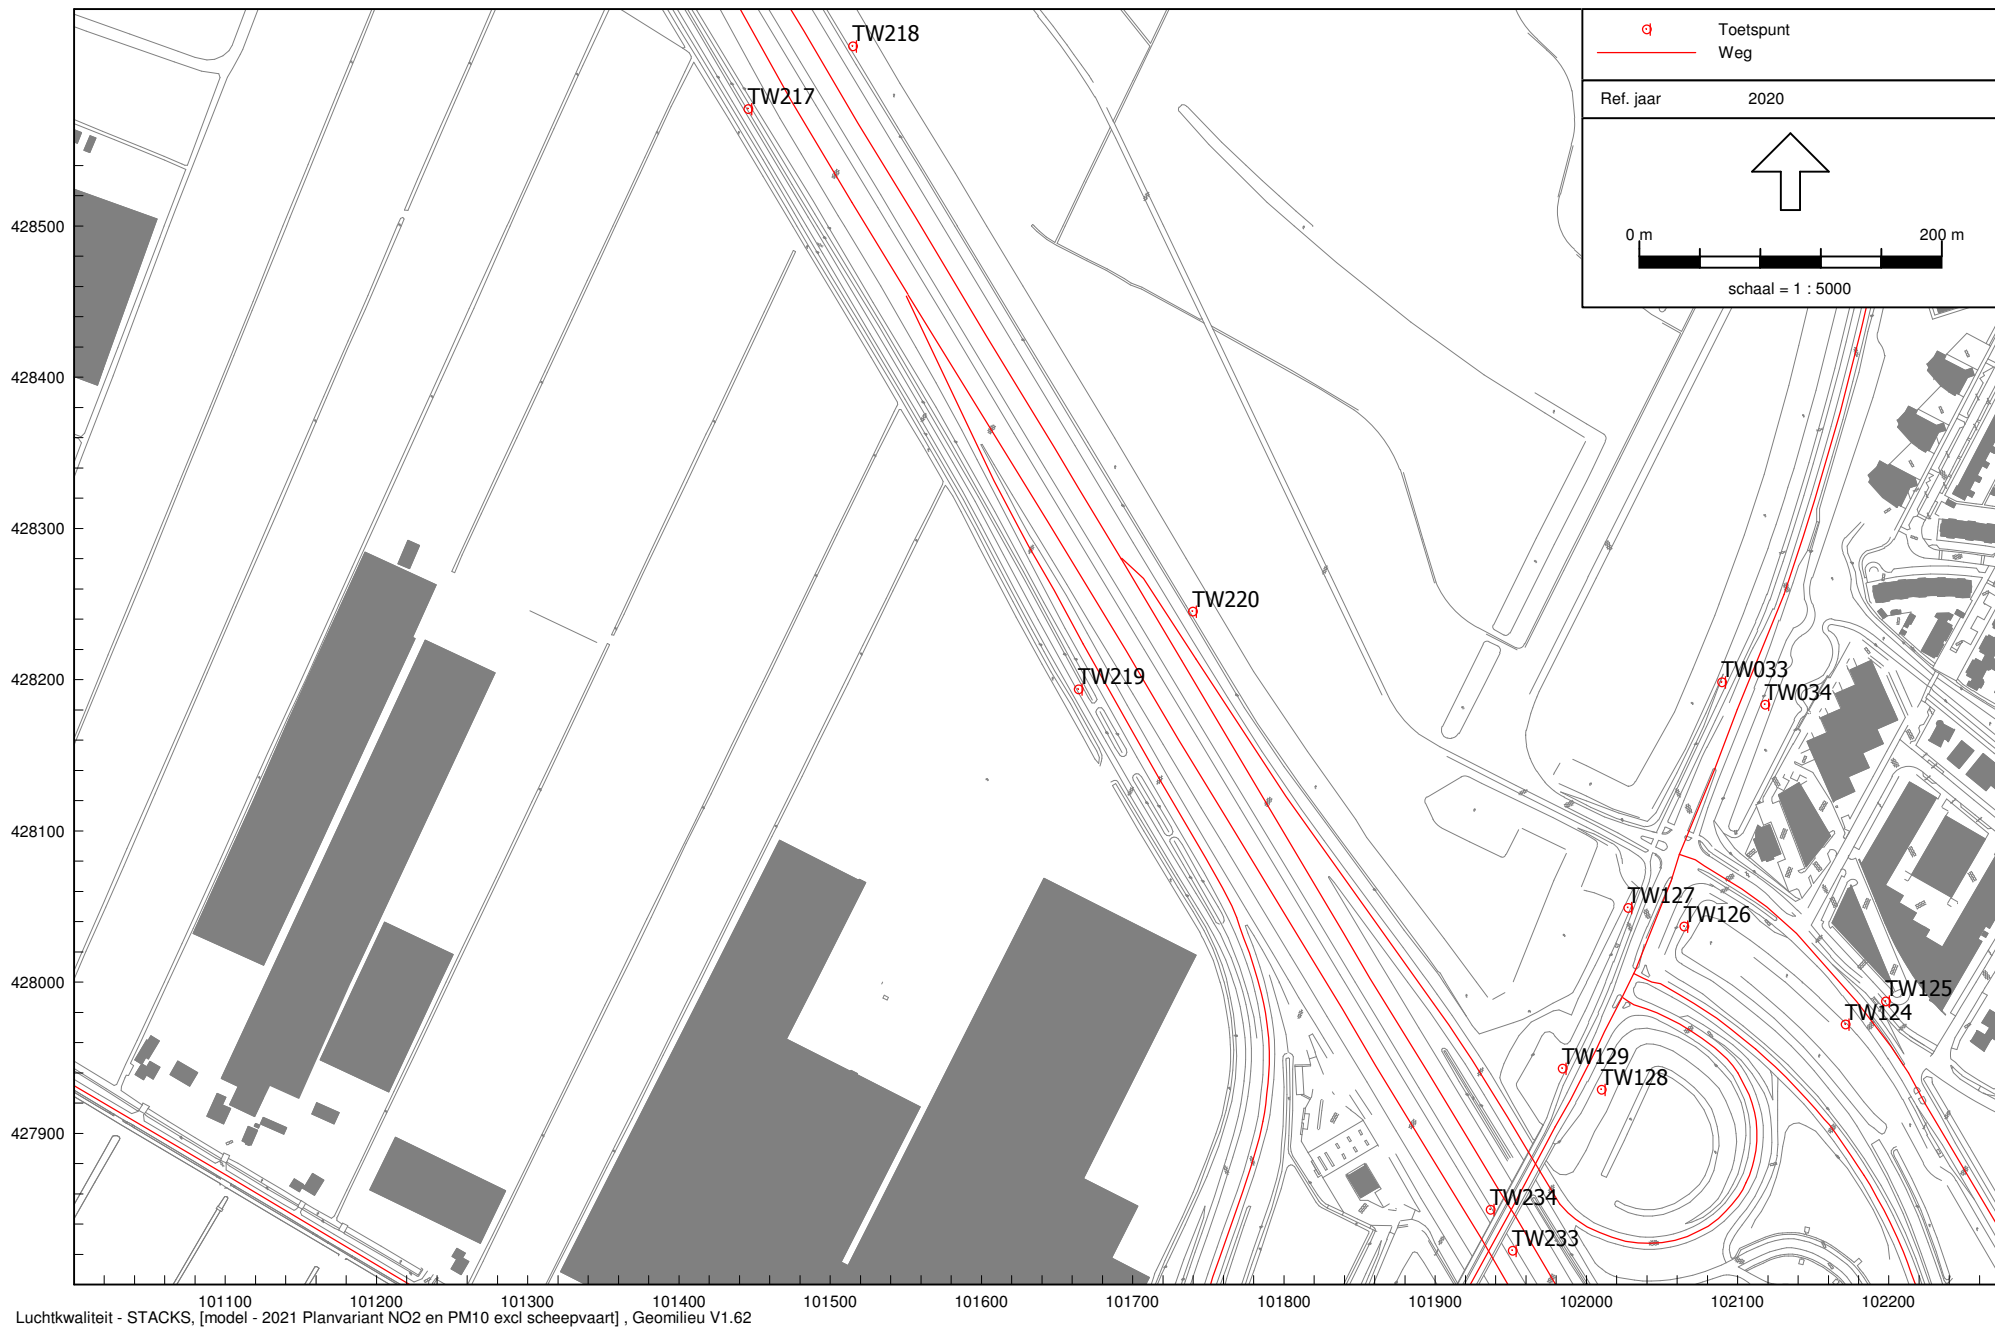 Toetspunt
Weg
Ref. jaar 2020
0 m 200 m
schaal = 1 : 5000
TW218
TW217
TW220
TW219
TW033
TW034
TW127
TW126
TW125
TW124
TW129
TW128
TW234
TW233
428500
428400
428300
428200
428100
428000
427900
101100 101200 101300 101400 101500 101600 101700 101800 101900 102000 102100 102200
Luchtkwaliteit - STACKS, [model - 2021 Planvariant NO2 en PM10 excl scheepvaart] , Geomilieu V1.62